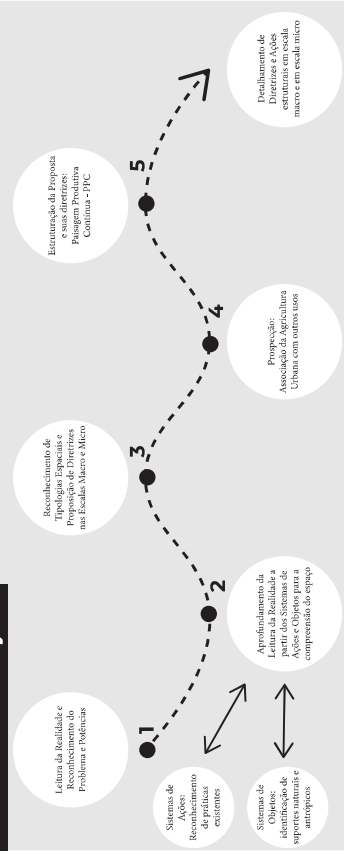 Leitura da Realidade e
Reconhecimento do
Problema e Potências
1
Sistemas de
Ações:
Reconhecimento
de práticas
existentes
Sistemas de
Objetos:
identificação de
suportes naturais e
antrópicos
2
Aprofundamento da
Leitura da Realidade a
partir dos Sistemas de
Ações e Objetos para a
compreensão do espaço
Reconhecimento de
Tipologias Espaciais e
Proposição de Diretrizes
nas Escalas Macro e Micro
3
4
Prospecção:
Associação da Agricultura
Urbana com outros usos
Estruturação da Proposta
e suas diretrizes:
Paisagem Produtiva
Contínua - PPC
5
Detalhamento de
Diretrizes e Ações
estruturais em escala
macro e em escala micro